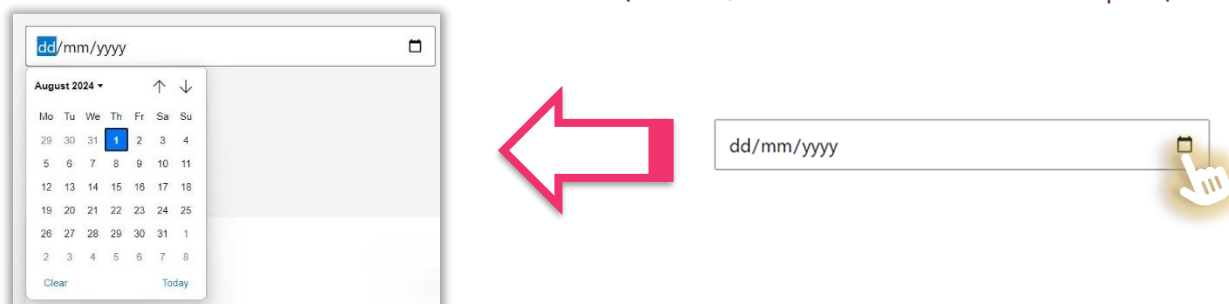 dd/mm/yyyy
August 2024
Mo Tu We Th Fr Sa Su
29 30 31 1 2 3 4
5 6 7 8 9 10 11
12 13 14 15 16 17 18
19 20 21 22 23 24 25
26 27 28 29 30 31 1
2 3 4 5 6 7 8
Clear Today
dd/mm/yyyy